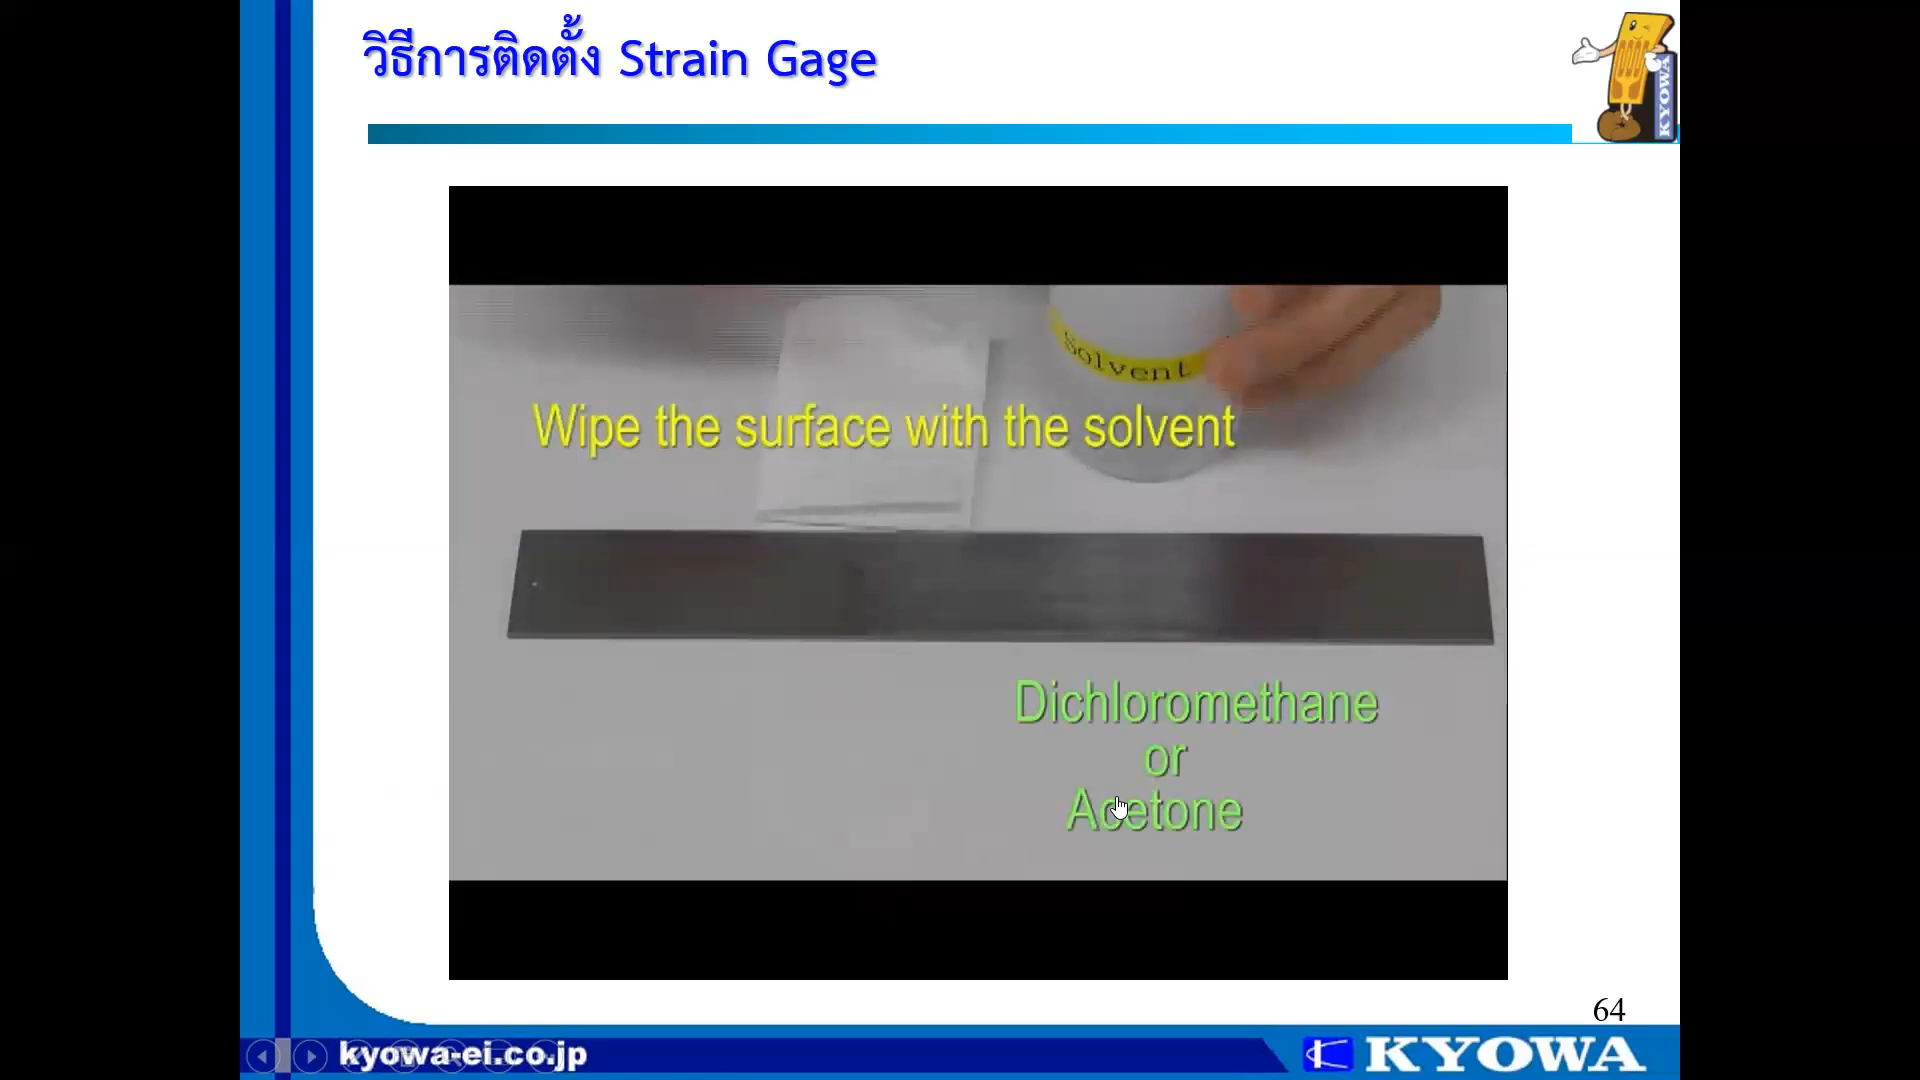 วิธีการติดตั้ง Strain Gage
KYOWA
Solvent
Wipe the surface with the solvent
Dichloromethane
or
Acetone
64
kyowa-ei.co.jp
KYOWA